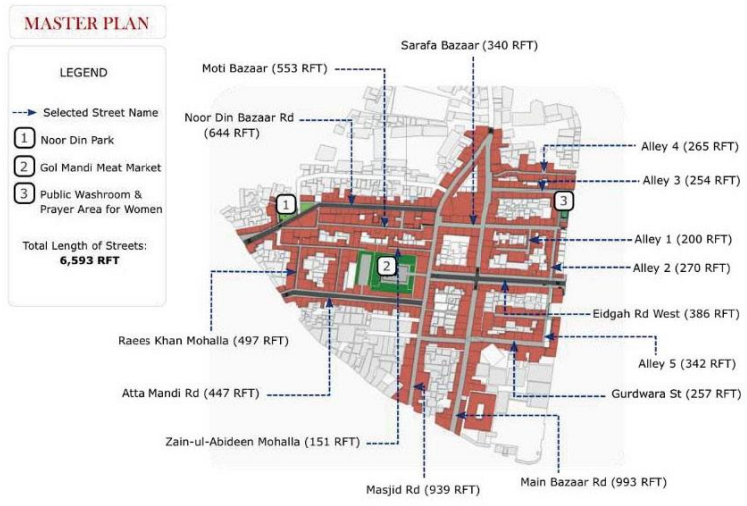 MASTER PLAN
LEGEND
Selected Street Name
1 Noor Din Park
2 Gol Mandi Meat Market
3 Public Washroom &
Prayer Area for Women
Total Length of Streets:
6,593 RFT
Sarafa Bazaar (340 RFT)
Moti Bazaar (553 RFT)
Noor Din Bazaar Rd
(644 RFT)
Alley 4 (265 RFT)
Alley 3 (254 RFT)
3
1
Alley 1 (200 RFT)
2
Alley 2 (270 RFT)
Eidgah Rd West (386 RFT)
Raees Khan Mohalla (497 RFT)
Alley 5 (342 RFT)
Atta Mandi Rd (447 RFT)
Gurdwara St (257 RFT)
Zain-ul-Abideen Mohalla (151 RFT)
Main Bazaar Rd (993 RFT)
Masjid Rd (939 RFT)